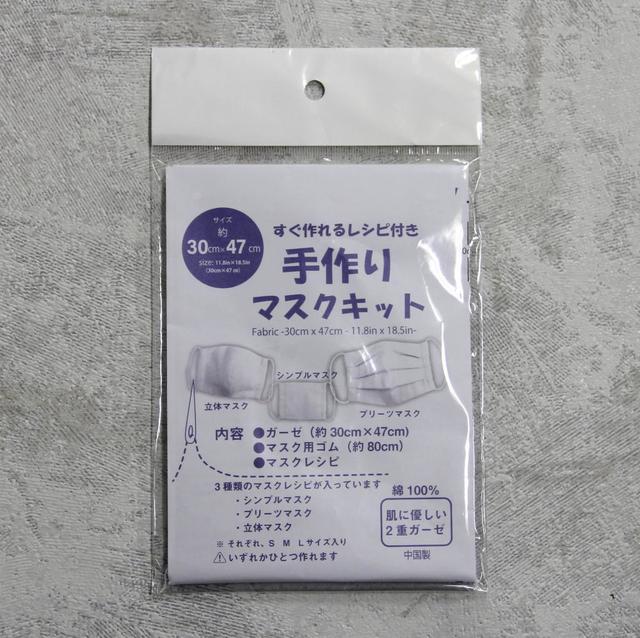 サイズ
約
30cm×47cm
SIZE: 11.8in×18.5in
(30cm×47㎝)
すぐ作れるレシピ付き
手作り
マスクキット
Fabric -30cm x 47cm - 11.8in x 18.5in-
シンプルマスク
立体マスク
プリーツマスク
内容 ●ガーゼ(約30cm×47cm)
●マスク用ゴム(約80cm)
●マスクレシピ
3種類のマスクレシピが入っています
・シンプルマスク
・プリーツマスク
・立体マスク
※ それぞれ、S M Lサイズ入り
⚠いずれかひとつ作れます
綿100%
肌に優しい
2重ガーゼ
中国製